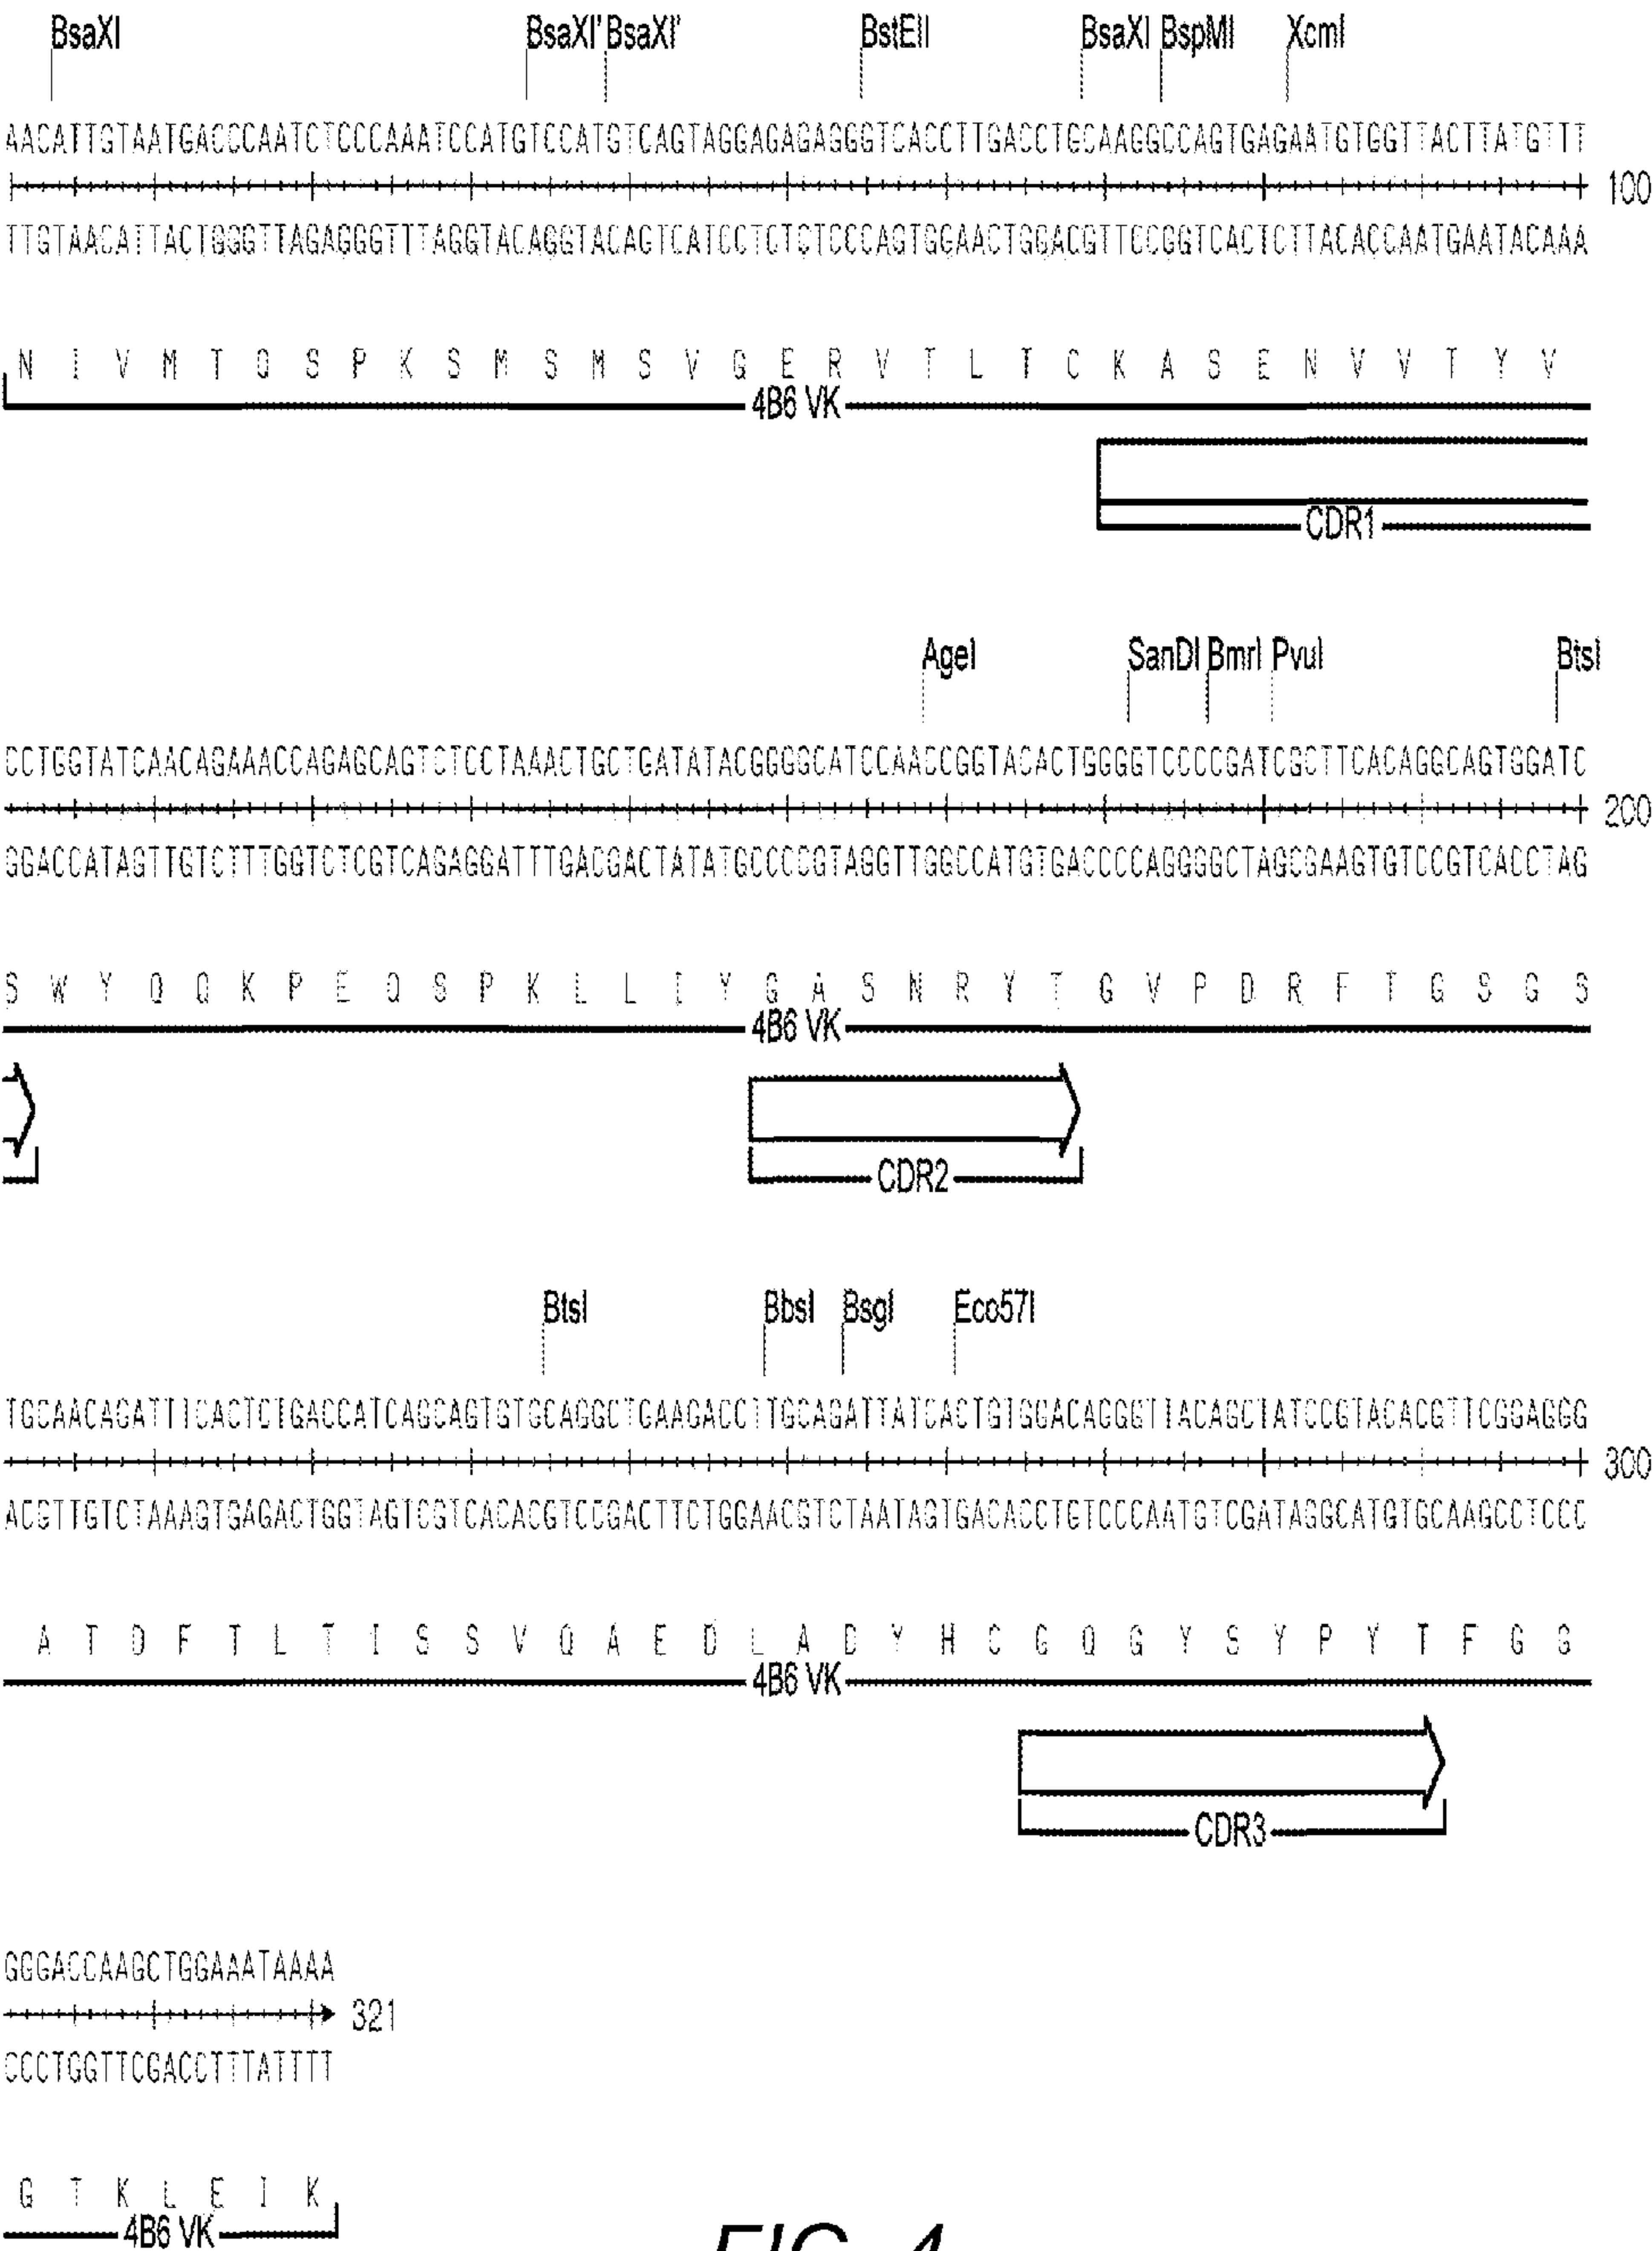 BsaXI BsaXI' BsaXI' BstEII BsaXI BspMI XcmI
AACATTGTAATGACCCAATCTCCCAAATCCATGTCCATGTCAGTAGGAGAGAGGGTCACCTTGACCTGCAAGGCCAGTGAGAATGTGGTTACTTATGTTT
100
TTGTAACATTACTGGGTTAGAGGGTTTAGGTACAGGTACAGTCATCCTCTCTCCCAGTGGAACTGGACGTTCCGGTCACTCTTACACCAATGAATACAAA
N I V M T Q S P K S M S M S V G E R V T L T C K A S E N V V T Y V
4B6 VK
CDR1
AgeI SanDI BmrI PvuI BtsI
CCTGGTATCAACAGAAACCAGAGCAGTCTCCTAAACTGCTGATATACGGGGCATCCAACCGGTACACTGGGGTCCCCGATCGCTTCACAGGCAGTGGATC
200
GGACCATAGTTGTCTTTGGTCTCGTCAGAGGATTTGACGACTATATGCCCCGTAGGTTGGCCATGTGACCCCAGGGGCTAGCGAAGTGTCCGTCACCTAG
S W Y Q Q K P E Q S P K L L I Y G A S N R Y T G V P D R F T G S G S
4B6 VK
CDR2
BtsI BbsI BsgI Eco57I
TGCAACAGATTTCACTCTGACCATCAGCAGTGTGCAGGCTGAAGACCTTGCAGATTATCACTGTGGACAGGGTTACAGCTATCCGTACACGTTCGGAGGG
300
ACGTTGTCTAAAGTGAGACTGGTAGTCGTCACACGTCCGACTTCTGGAACGTCTAATAGTGACACCTGTCCCAATGTCGATAGGCATGTGCAAGCCTCCC
A T D F T L T I S S V Q A E D L A D Y H C G Q G Y S Y P Y T F G G
4B6 VK
CDR3
GGGACCAAGCTGGAAATAAAA
321
CCCTGGTTCGACCTTTATTTT
G T K L E I K
4B6 VK
FIG. 4